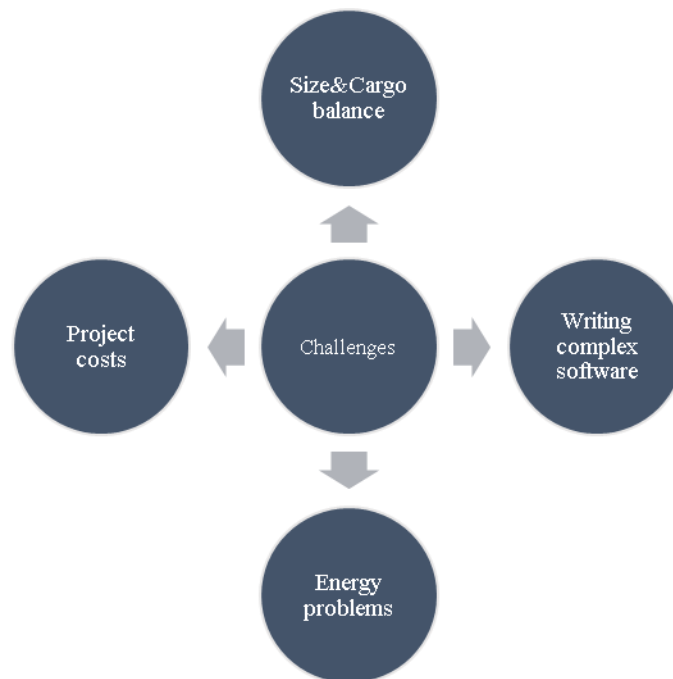 Size&Cargo
balance
Project
costs
Challenges
Writing
complex
software
Energy
problems